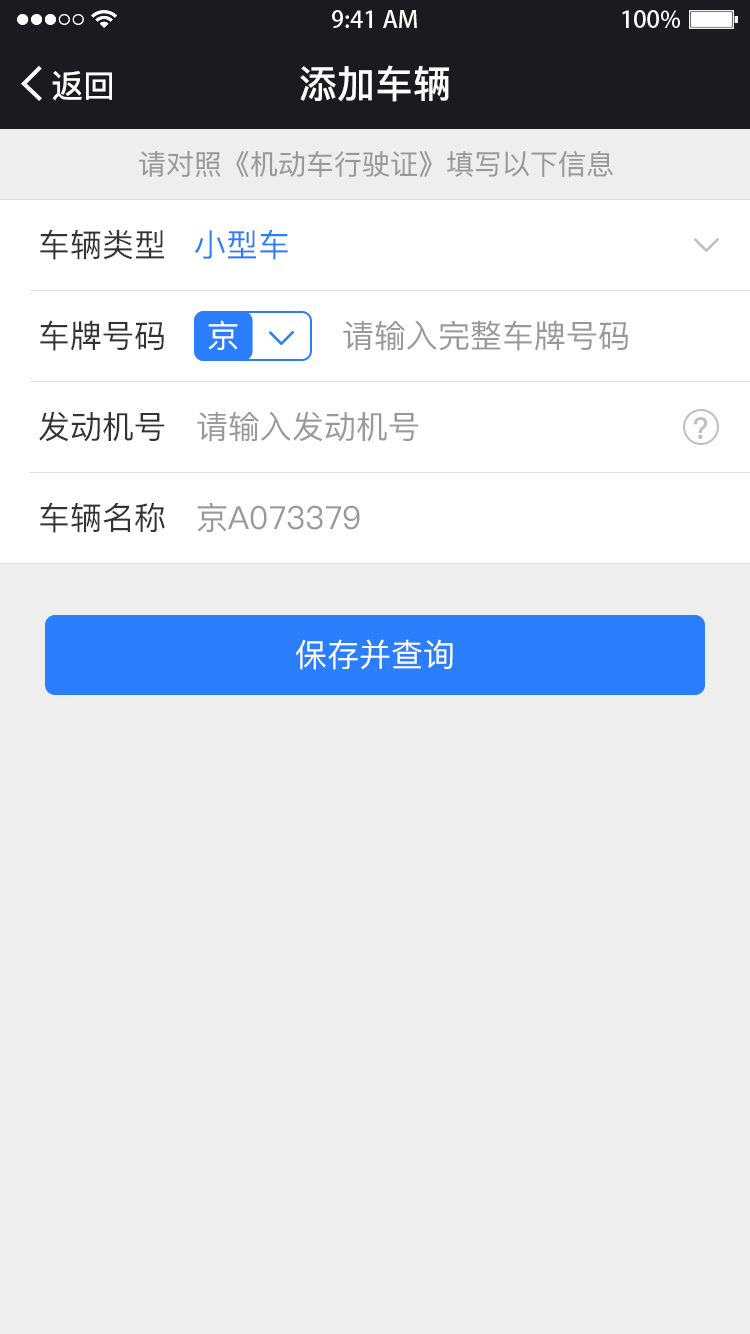 9:41 AM 100%
返回 添加车辆
请对照《机动车行驶证》填写以下信息
车辆类型 小型车
车牌号码 京 请输入完整车牌号码
发动机号 请输入发动机号 ?
车辆名称 京A073379
保存并查询